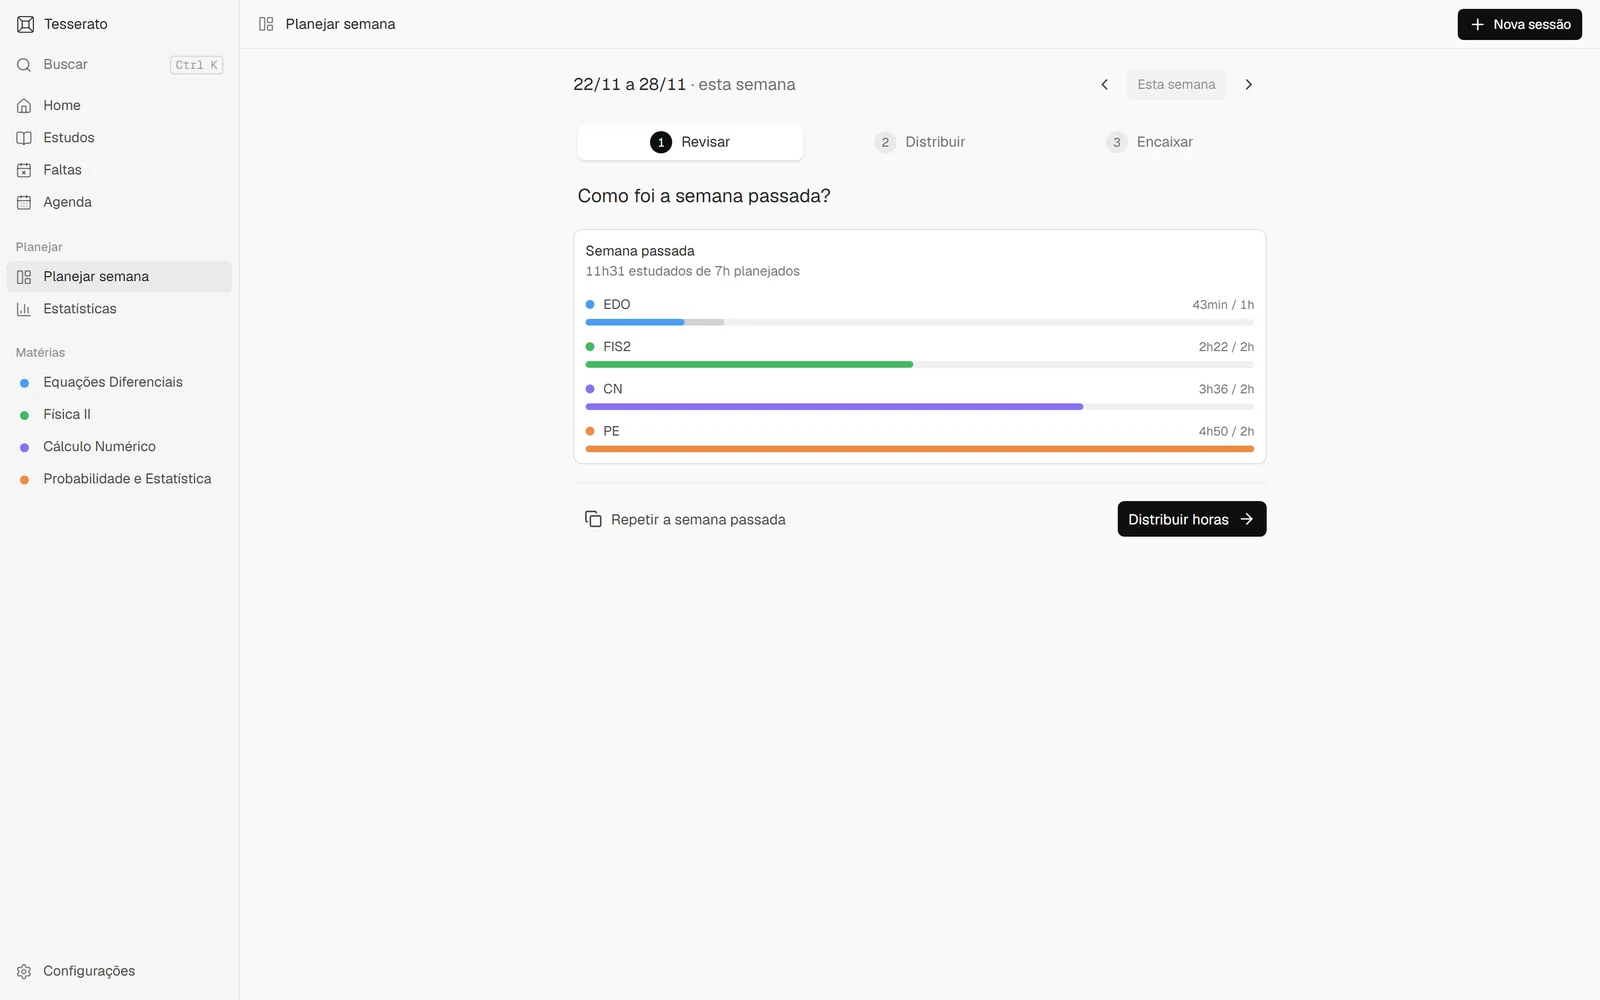 Tesserato
Buscar Ctrl K
Home
Estudos
Faltas
Agenda
Planejar
Planejar semana
Estatísticas
Matérias
Equações Diferenciais
Física II
Cálculo Numérico
Probabilidade e Estatística
Configurações
Planejar semana
Nova sessão
22/11 a 28/11 · esta semana
Esta semana
1 Revisar
2 Distribuir
3 Encaixar
Como foi a semana passada?
Semana passada
11h31 estudados de 7h planejados
EDO 43min / 1h
FIS2 2h22 / 2h
CN 3h36 / 2h
PE 4h50 / 2h
Repetir a semana passada
Distribuir horas